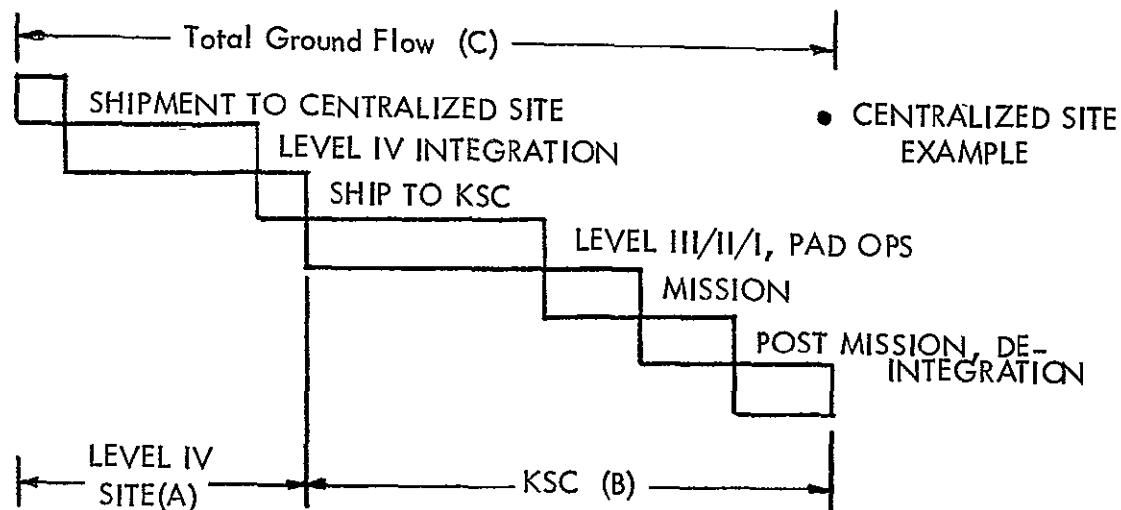 Total Ground Flow (C)
SHIPMENT TO CENTRALIZED SITE
• CENTRALIZED SITE
EXAMPLE
LEVEL IV INTEGRATION
SHIP TO KSC
LEVEL III/II/I, PAD OPS
MISSION
POST MISSION, DE-
INTEGRATION
LEVEL IV
SITE(A)
KSC (B)